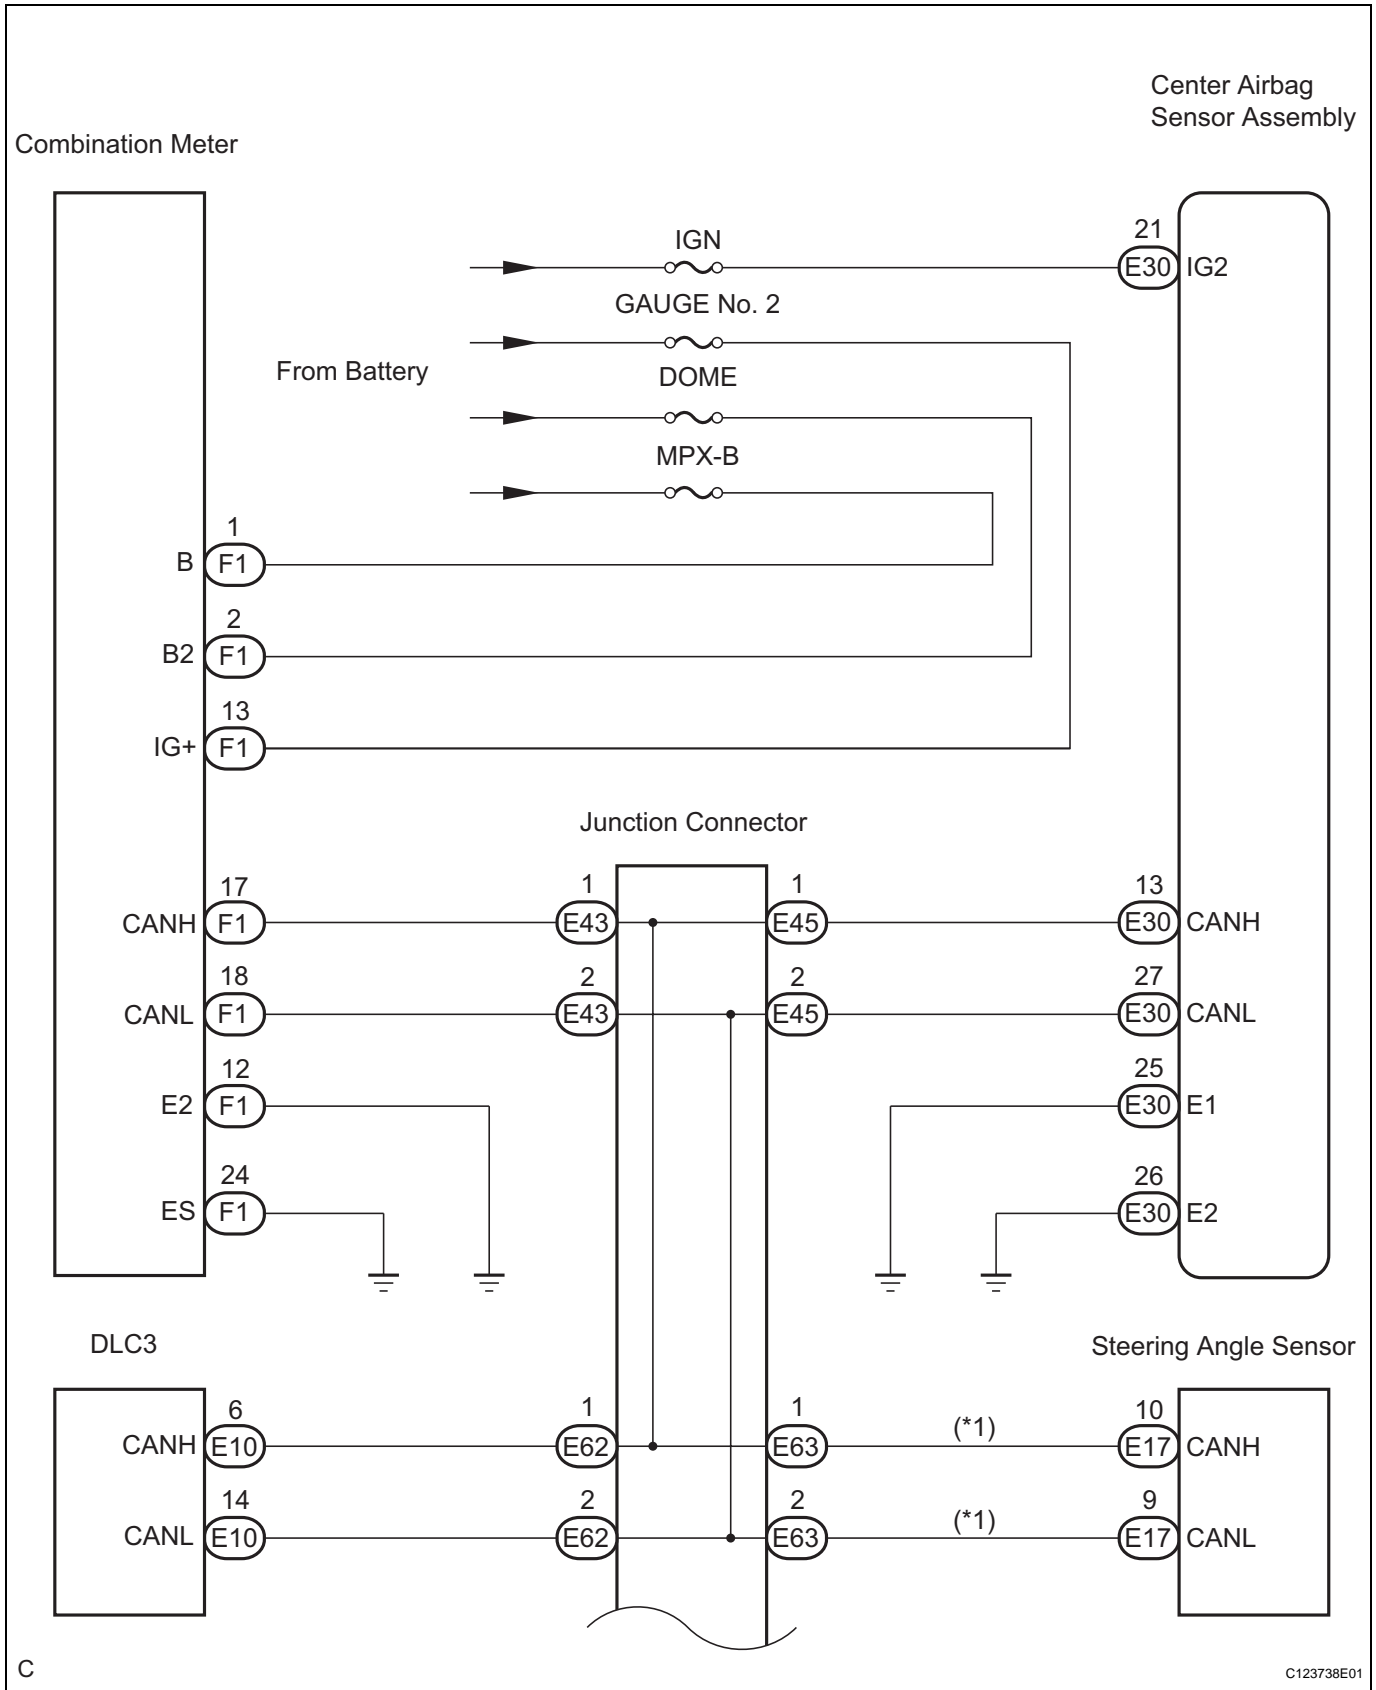 Center Airbag
Sensor Assembly
Combination Meter
IGN
21
E30 IG2
GAUGE No. 2
From Battery
DOME
MPX-B
1
B F1
2
B2 F1
13
IG+ F1
Junction Connector
17 1 1 13
CANH F1 E43 E45 E30 CANH
18 2 2 27
CANL F1 E43 E45 E30 CANL
12 25
E2 F1 E30 E1
24 26
ES F1 E30 E2
DLC3
Steering Angle Sensor
6 1 1 (*1) 10
CANH E10 E62 E63 E17 CANH
14 2 2 (*1) 9
CANL E10 E62 E63 E17 CANL
C
C123738E01